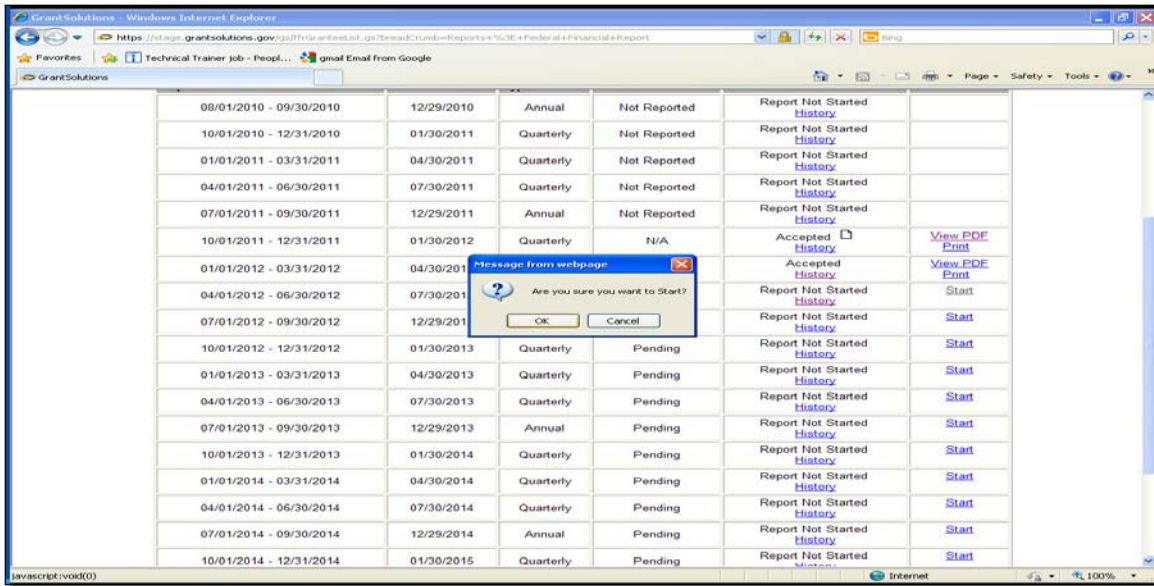 GrantSolutions - Windows Internet Explorer
https://stage.grantsolutions.gov/gs/ffrGranteeList.gs?breadCrumb=Reports+%3E+Federal+Financial+Report
Bing
Favorites Technical Trainer job - Peopl... gmail Email from Google
GrantSolutions Page Safety Tools
08/01/2010 - 09/30/2010 12/29/2010 Annual Not Reported Report Not Started
History
10/01/2010 - 12/31/2010 01/30/2011 Quarterly Not Reported Report Not Started
History
01/01/2011 - 03/31/2011 04/30/2011 Quarterly Not Reported Report Not Started
History
04/01/2011 - 06/30/2011 07/30/2011 Quarterly Not Reported Report Not Started
History
07/01/2011 - 09/30/2011 12/29/2011 Annual Not Reported Report Not Started
History
10/01/2011 - 12/31/2011 01/30/2012 Quarterly N/A Accepted View PDF
History Print
01/01/2012 - 03/31/2012 04/30/201 Accepted View PDF
History Print
Message from webpage
Are you sure you want to Start?
OK Cancel
04/01/2012 - 06/30/2012 07/30/201 Report Not Started Start
History
07/01/2012 - 09/30/2012 12/29/201 Report Not Started Start
History
10/01/2012 - 12/31/2012 01/30/2013 Quarterly Pending Report Not Started Start
History
01/01/2013 - 03/31/2013 04/30/2013 Quarterly Pending Report Not Started Start
History
04/01/2013 - 06/30/2013 07/30/2013 Quarterly Pending Report Not Started Start
History
07/01/2013 - 09/30/2013 12/29/2013 Annual Pending Report Not Started Start
History
10/01/2013 - 12/31/2013 01/30/2014 Quarterly Pending Report Not Started Start
History
01/01/2014 - 03/31/2014 04/30/2014 Quarterly Pending Report Not Started Start
History
04/01/2014 - 06/30/2014 07/30/2014 Quarterly Pending Report Not Started Start
History
07/01/2014 - 09/30/2014 12/29/2014 Annual Pending Report Not Started Start
History
10/01/2014 - 12/31/2014 01/30/2015 Quarterly Pending Report Not Started Start
javascript:void(0) Internet 100%